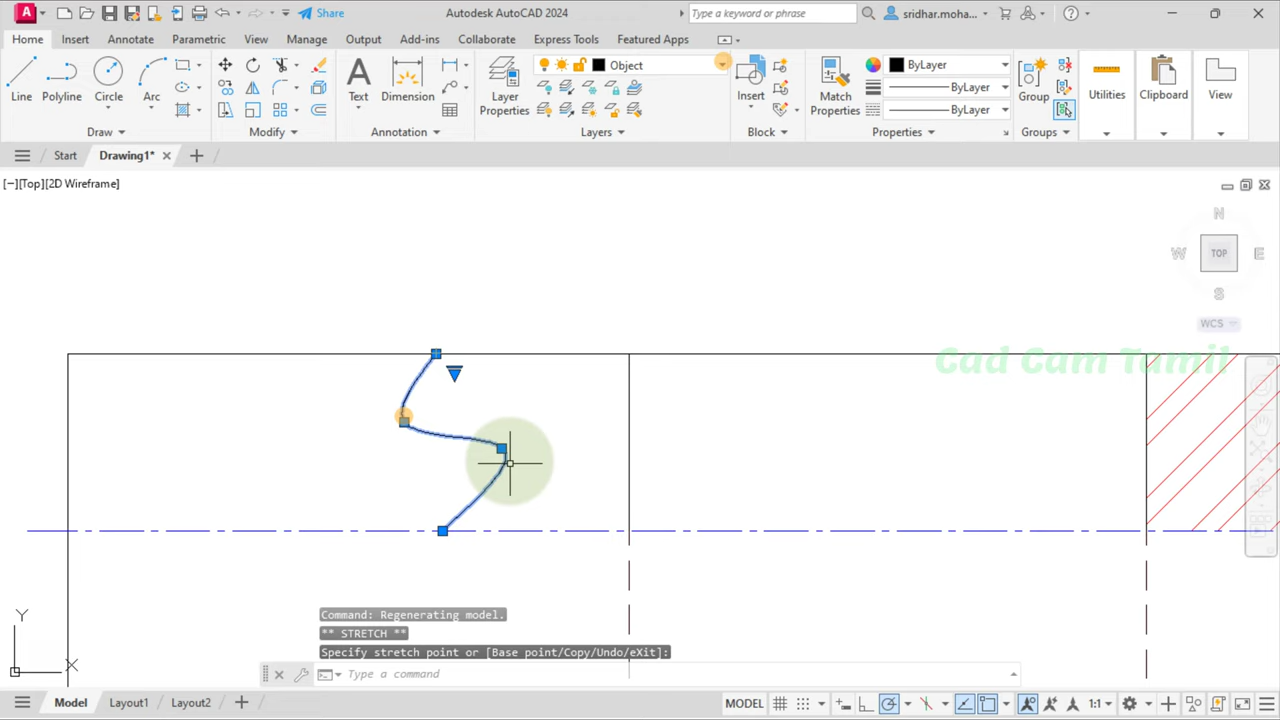 A Autodesk AutoCAD 2024 Share Type a keyword or phrase sridhar.moha...
Home Insert Annotate Parametric View Manage Output Add-ins Collaborate Express Tools Featured Apps
Line Polyline Circle Arc Text Dimension Layer Properties Object Insert Match Properties ByLayer Group Utilities Clipboard View
ByLayer
ByLayer
Draw Modify Annotation Layers Block Properties Groups
Start Drawing1*
[−][Top][2D Wireframe]
N
W TOP E
S
WCS
Cad Cam Tamil
Y
X
Command: Regenerating model.
** STRETCH **
Specify stretch point or [Base point/Copy/Undo/eXit]:
Type a command
Model Layout1 Layout2 MODEL 1:1